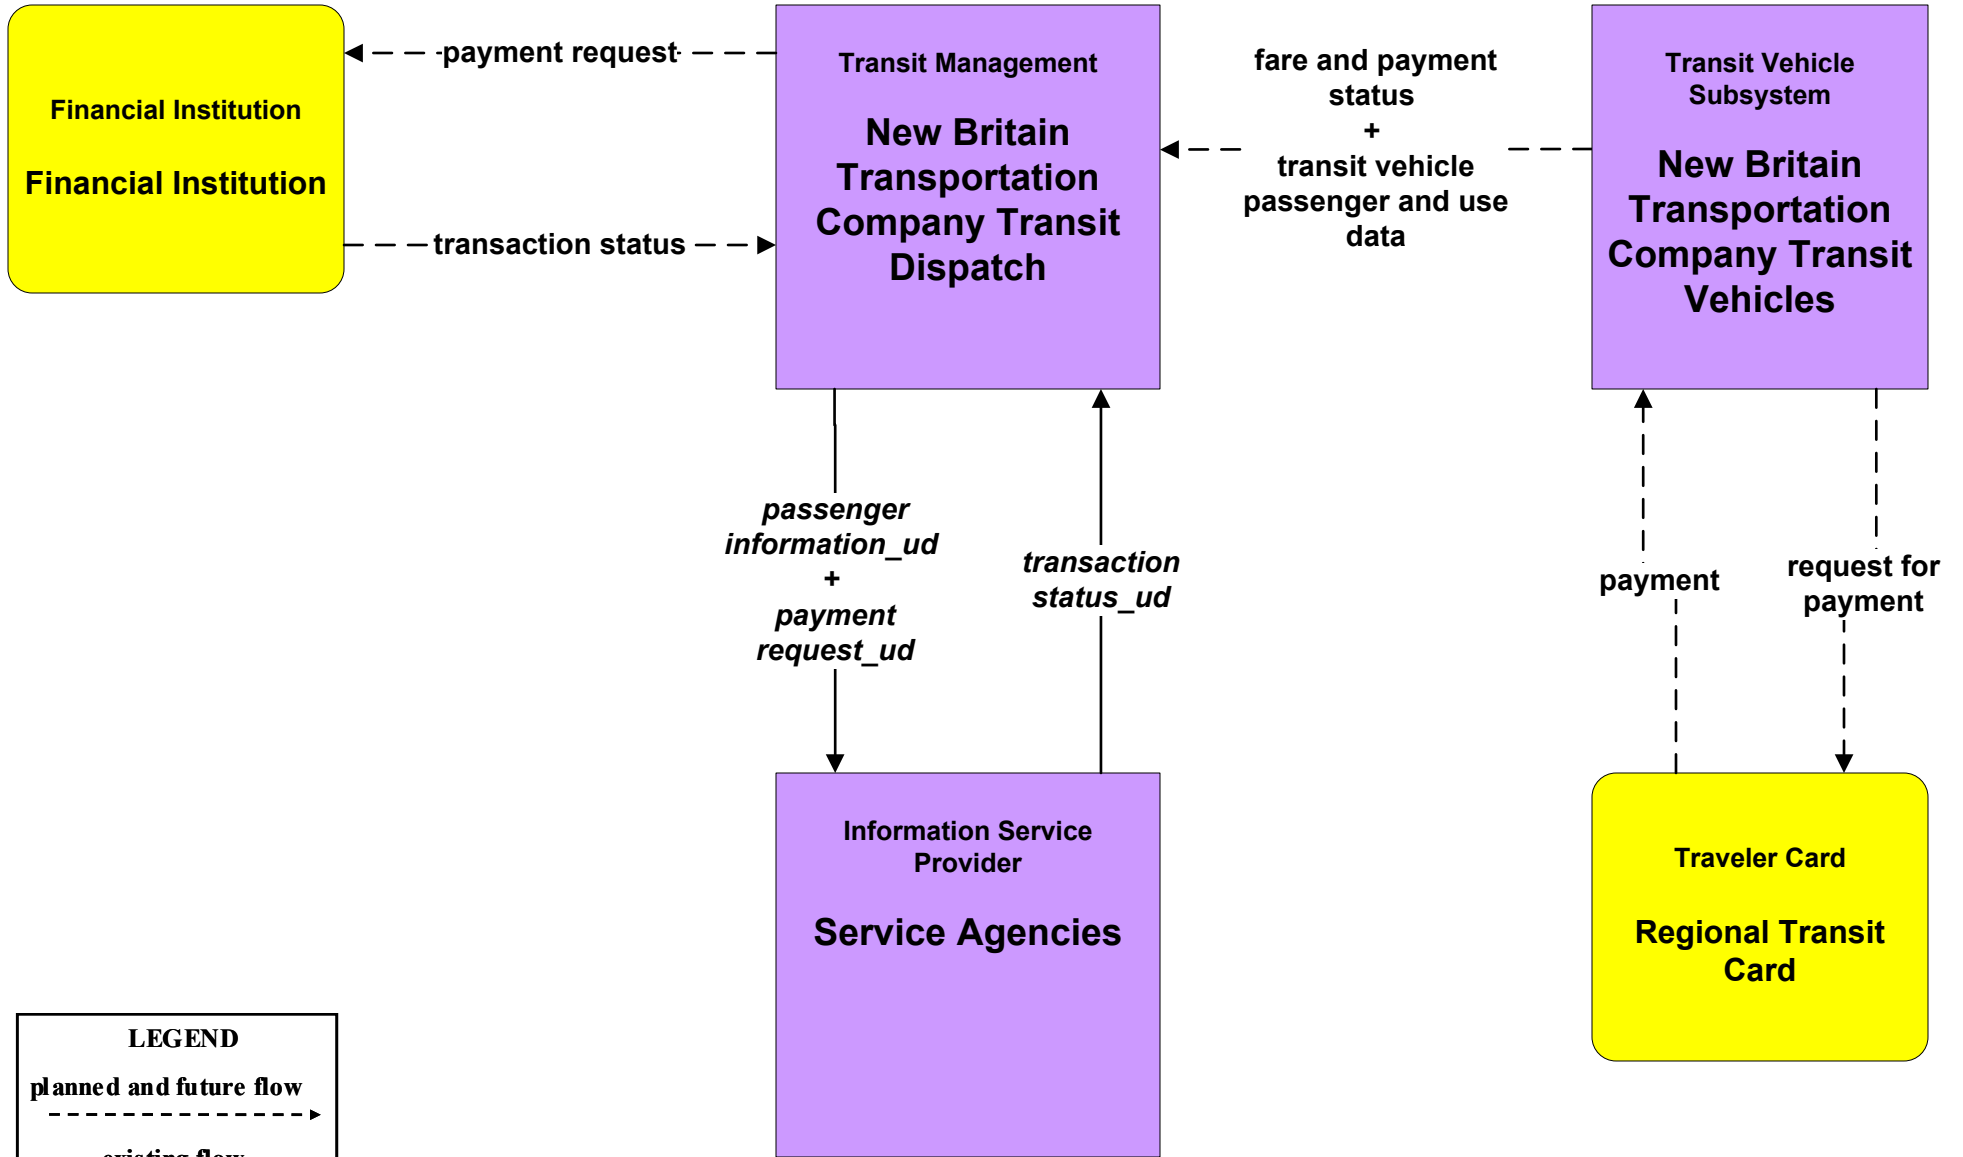 Financial Institution
Financial Institution
payment request
transaction status
Transit Management
New Britain
Transportation
Company Transit
Dispatch
fare and payment
status
+
transit vehicle
passenger and use
data
Transit Vehicle
Subsystem
New Britain
Transportation
Company Transit
Vehicles
passenger
information_ud
+
payment
request_ud
transaction
status_ud
payment
request for
payment
Information Service
Provider
Service Agencies
Traveler Card
Regional Transit
Card
LEGEND
planned and future flow
existing flow